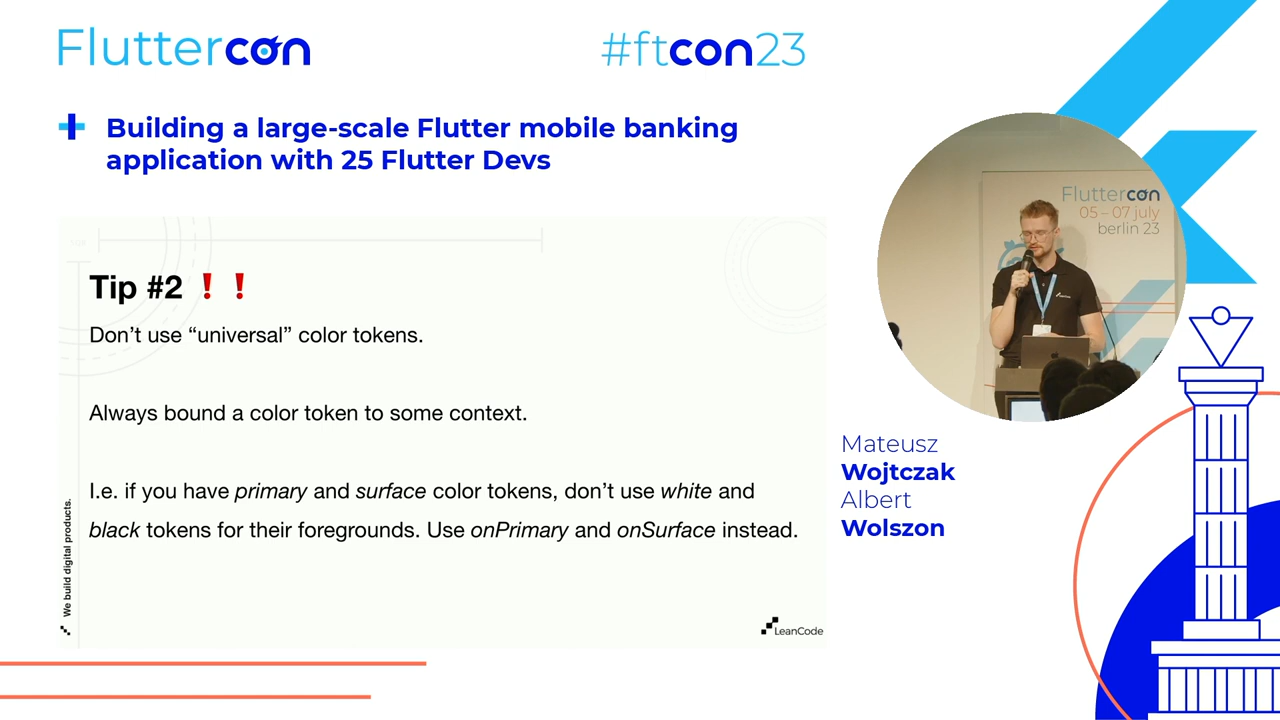 Fluttercon
#ftcon23
Building a large-scale Flutter mobile banking
application with 25 Flutter Devs
Tip #2 ❗❗
Don’t use “universal” color tokens.
Always bound a color token to some context.
I.e. if you have primary and surface color tokens, don’t use white and
black tokens for their foregrounds. Use onPrimary and onSurface instead.
We build digital products.
LeanCode
Fluttercon
05 – 07 july
berlin 23
Mateusz
Wojtczak
Albert
Wolszon